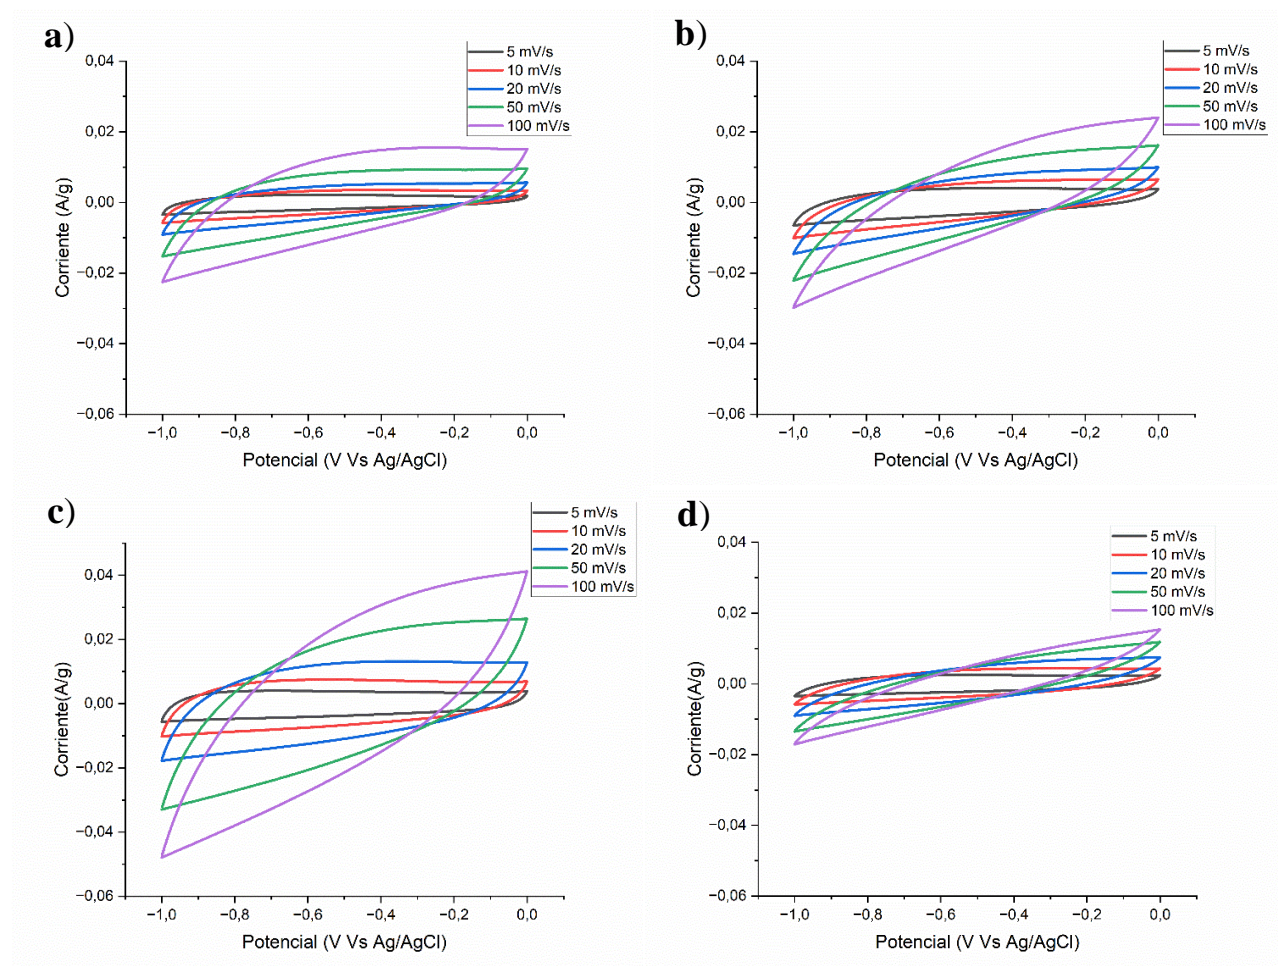 a)
5 mV/s
10 mV/s
20 mV/s
50 mV/s
100 mV/s
0,04
0,02
0,00
−0,02
−0,04
−0,06
Corriente (A/g)
−1,0 −0,8 −0,6 −0,4 −0,2 0,0
Potencial (V Vs Ag/AgCl)
b)
5 mV/s
10 mV/s
20 mV/s
50 mV/s
100 mV/s
0,04
0,02
0,00
−0,02
−0,04
−0,06
Corriente (A/g)
−1,0 −0,8 −0,6 −0,4 −0,2 0,0
Potencial (V Vs Ag/AgCl)
c)
5 mV/s
10 mV/s
20 mV/s
50 mV/s
100 mV/s
0,04
0,02
0,00
−0,02
−0,04
−0,06
Corriente(A/g)
−1,0 −0,8 −0,6 −0,4 −0,2 0,0
Potencial (V Vs Ag/AgCl)
d)
5 mV/s
10 mV/s
20 mV/s
50 mV/s
100 mV/s
0,04
0,02
0,00
−0,02
−0,04
−0,06
Corriente(A/g)
−1,0 −0,8 −0,6 −0,4 −0,2 0,0
Potencial (V Vs Ag/AgCl)